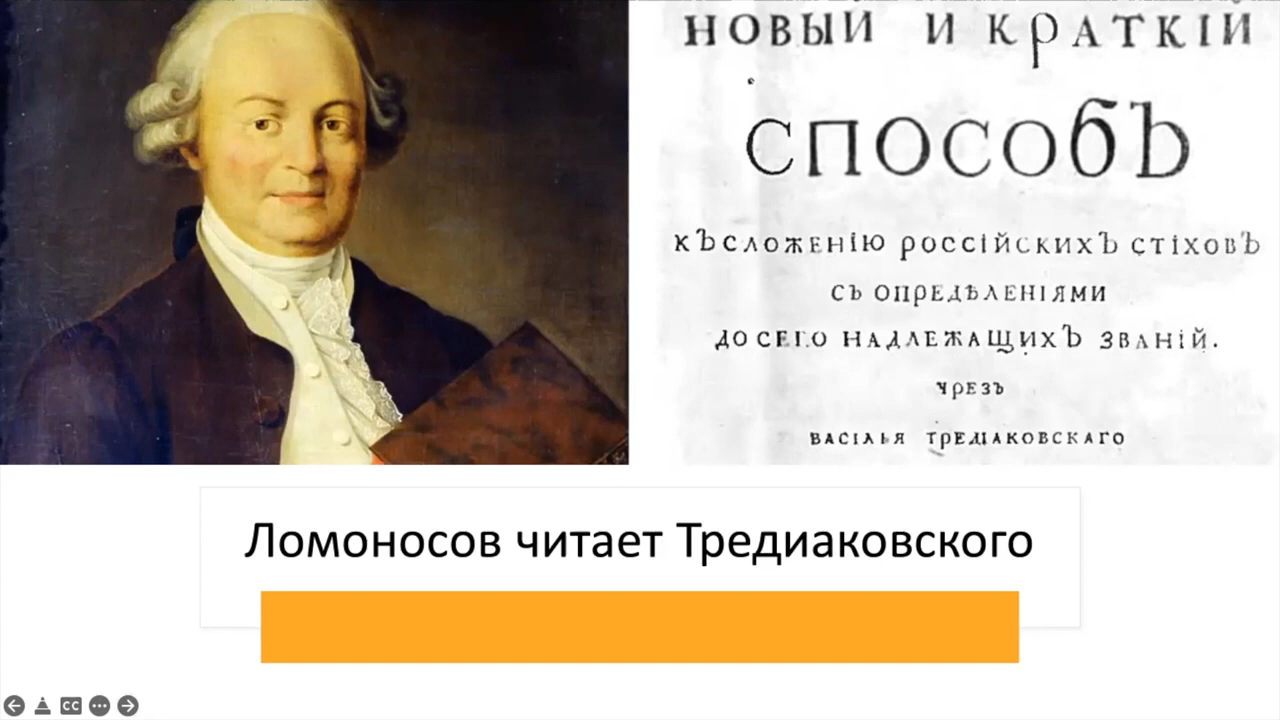 НОВЫЙ И КРАТКІЙ
СПОСОБЪ
КЪ СЛОЖЕНІЮ РОССІЙСКИХЪ СТІХОВЪ
СЪ ОПРЕДѢЛЕНІЯМИ
ДО СЕГО НАДЛЕЖАЩИХЪ ЗВАНІЙ.
ЧРЕЗЪ
ВАСІЛЬЯ ТРЕДІАКОВСКАГО
Ломоносов читает Тредиаковского
CC